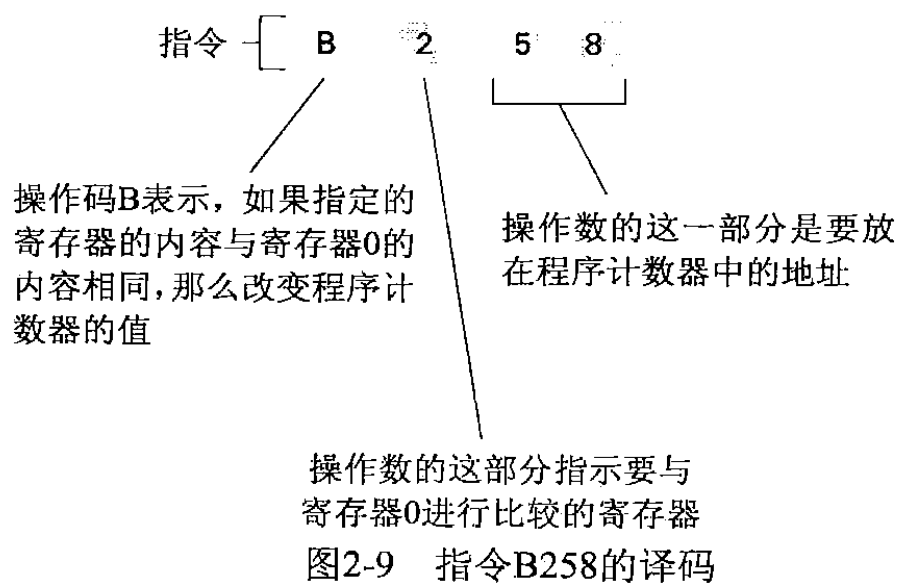 指令 B 2 5 8
操作码B表示，如果指定的
寄存器的内容与寄存器0的
内容相同，那么改变程序计
数器的值
操作数的这一部分是要放
在程序计数器中的地址
操作数的这部分指示要与
寄存器0进行比较的寄存器
图2-9 指令B258的译码